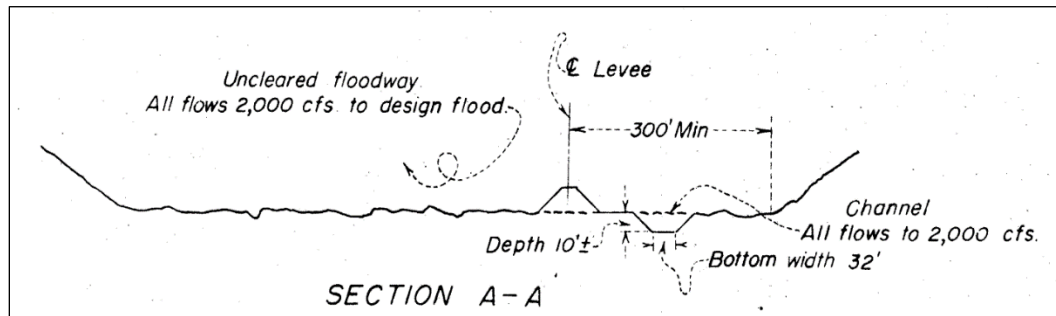 ℄ Levee
Uncleared floodway
All flows 2,000 cfs. to design flood.
300' Min
Channel
All flows to 2,000 cfs.
Depth 10'±
Bottom width 32'
SECTION A-A